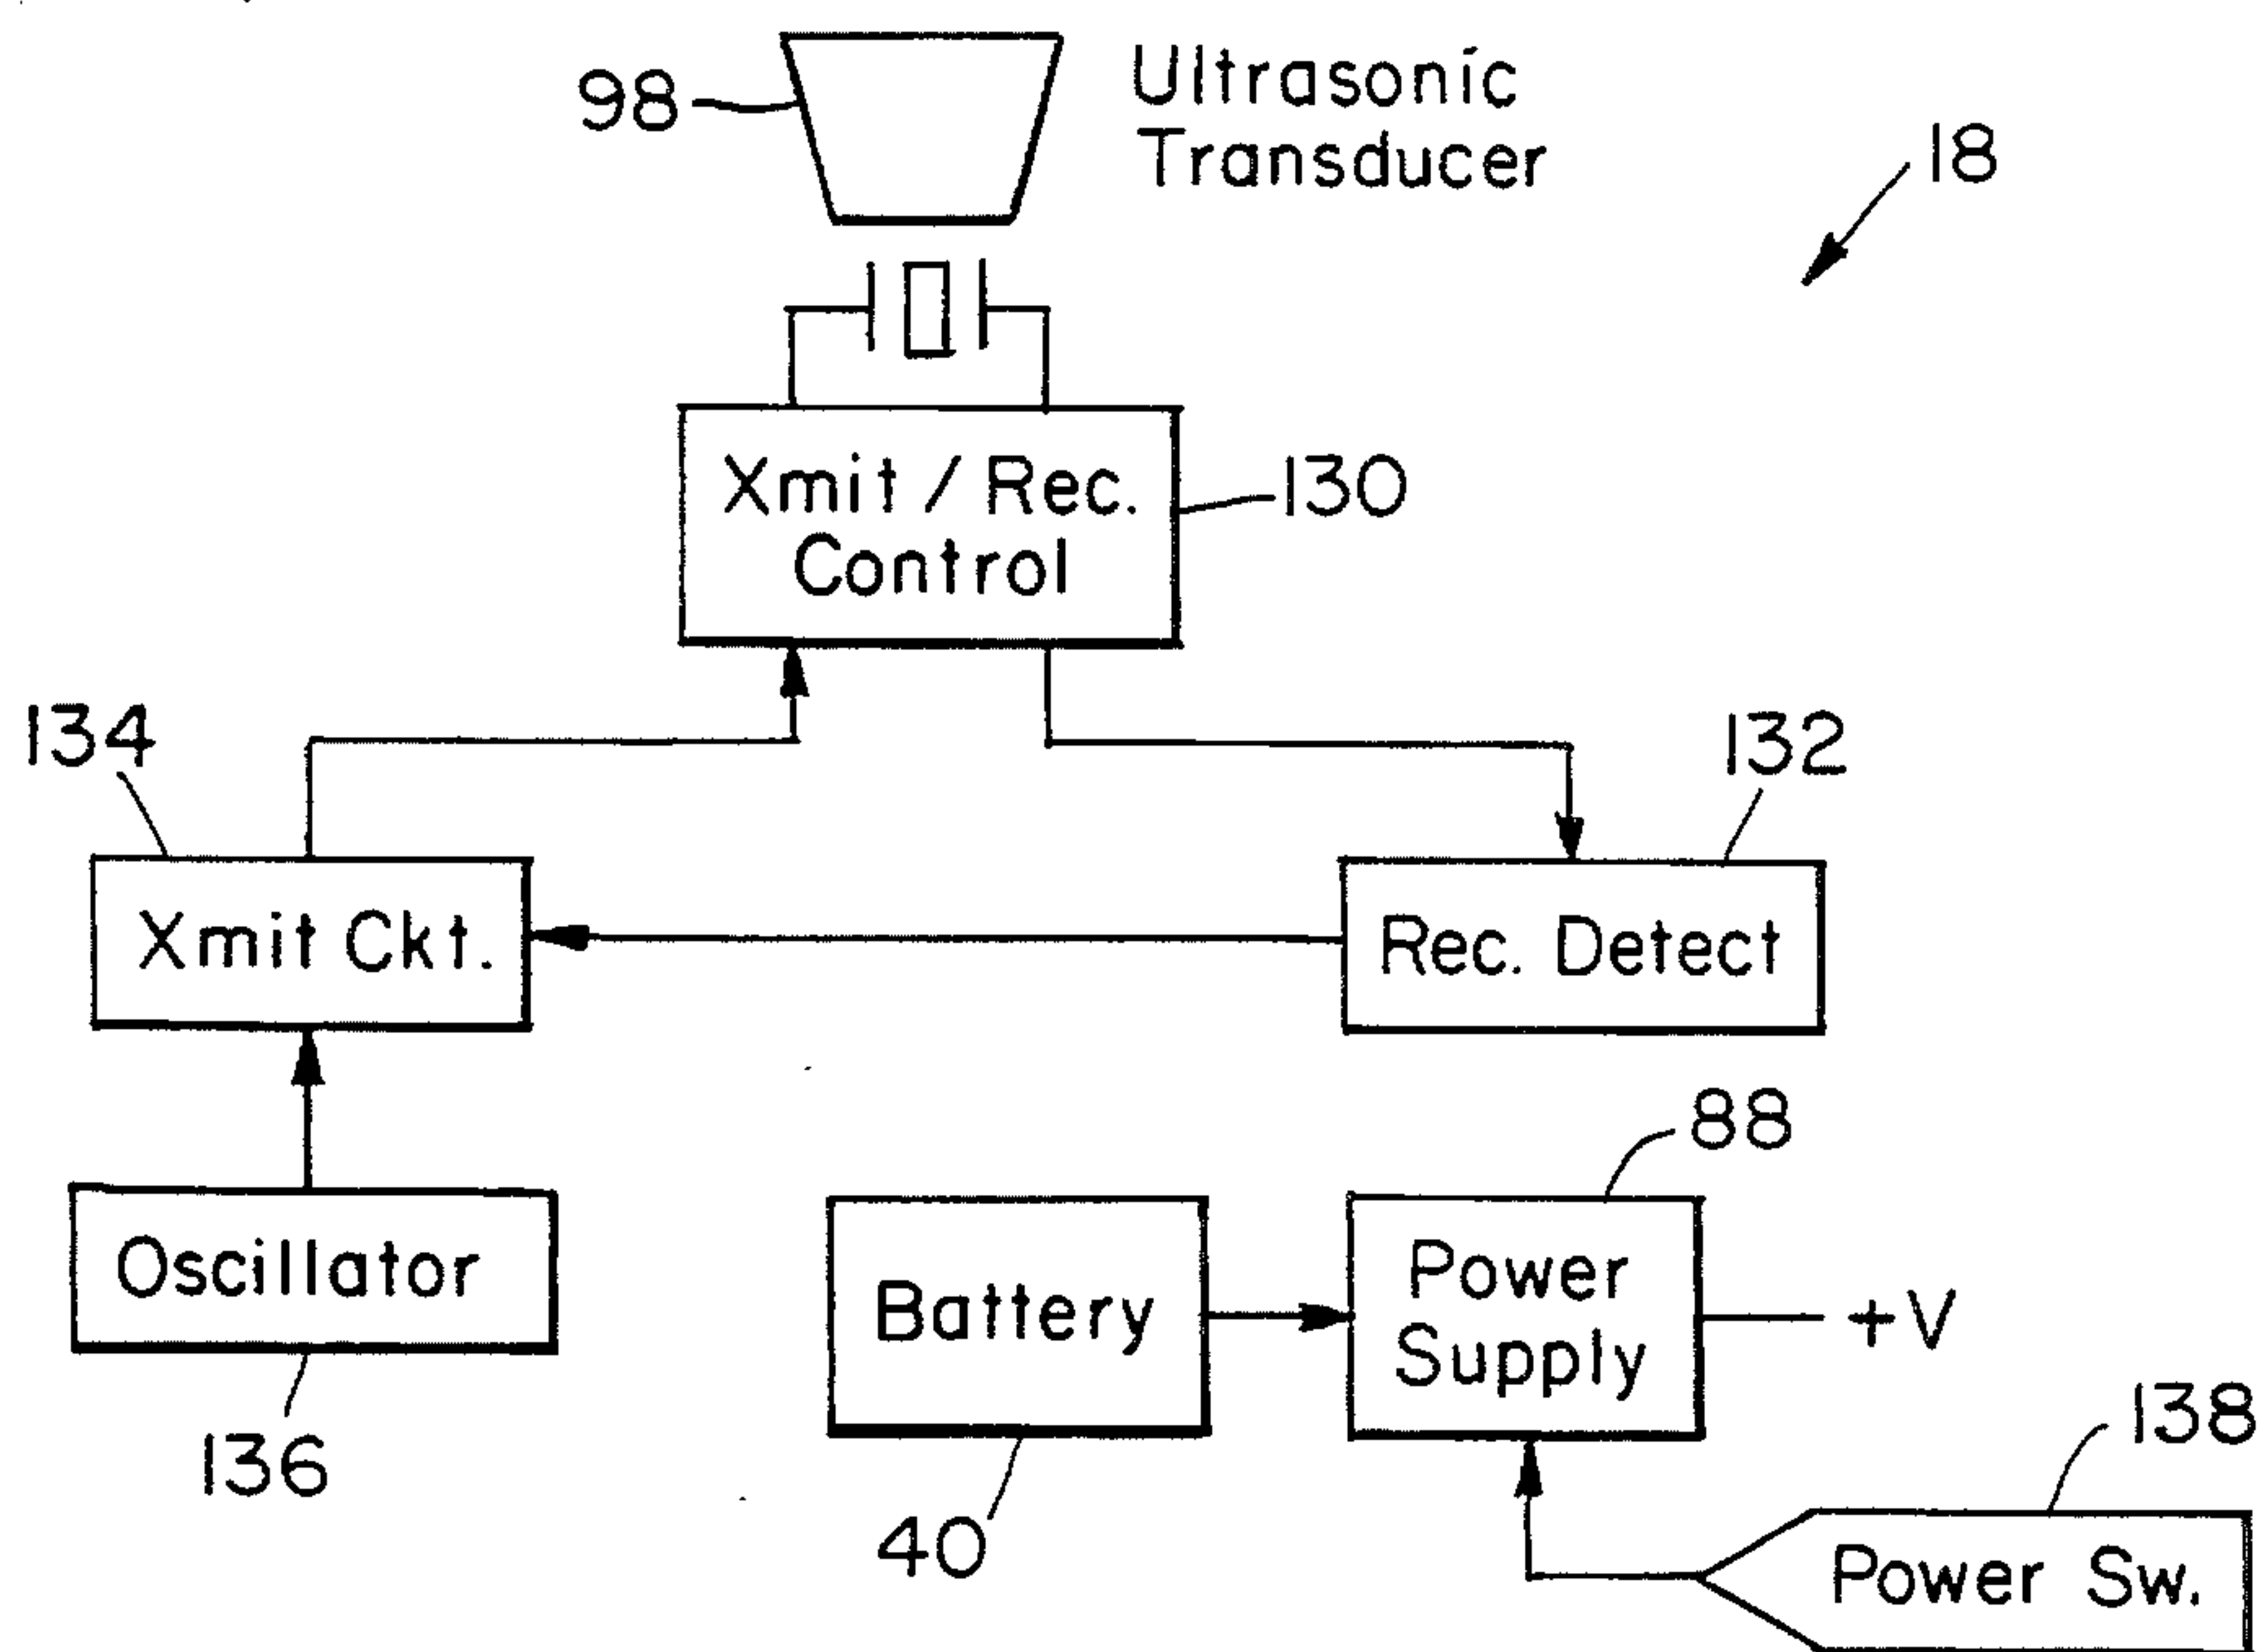 98
Ultrasonic
Transducer
18
Xmit / Rec.
Control
130
134
132
Xmit Ckt.
Rec. Detect
88
Oscillator
Battery
Power
Supply
+V
136
40
138
Power Sw.